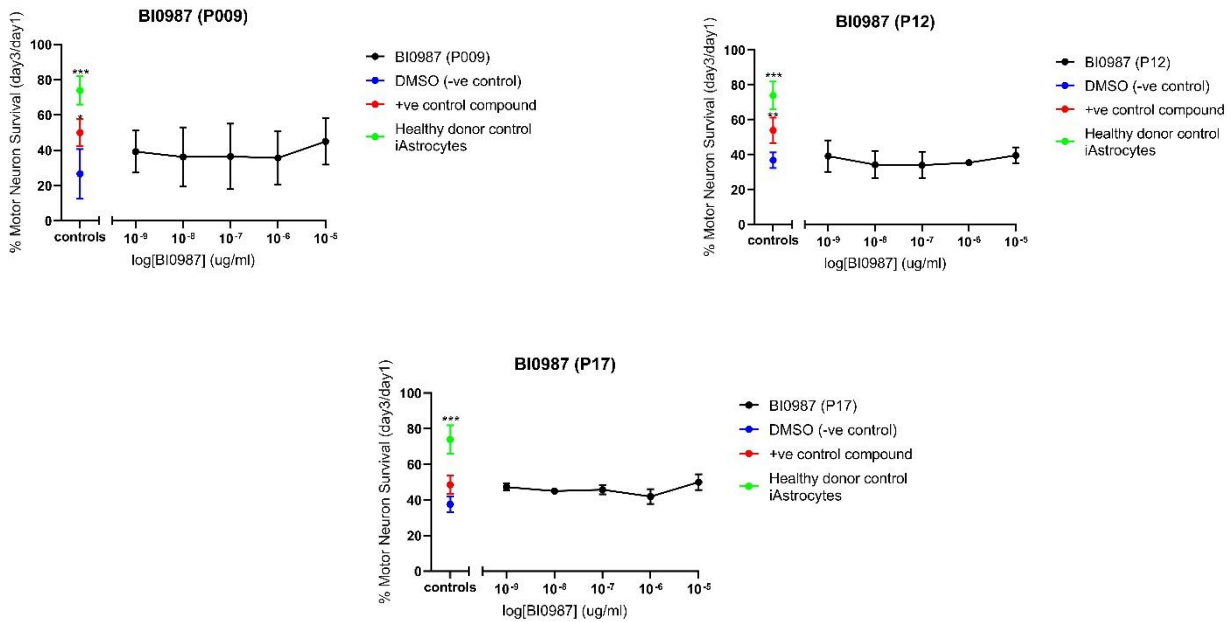 BI0987 (P009)
% Motor Neuron Survival (day3/day1)
100
80
60
40
20
0
***
*
controls
10-9
10-8
10-7
10-6
10-5
log[BI0987] (ug/ml)
BI0987 (P009)
DMSO (-ve control)
+ve control compound
Healthy donor control
iAstrocytes
BI0987 (P12)
% Motor Neuron Survival (day3/day1)
100
80
60
40
20
0
***
**
controls
10-9
10-8
10-7
10-6
10-5
log[BI0987] (ug/ml)
BI0987 (P12)
DMSO (-ve control)
+ve control compound
Healthy donor control
iAstrocytes
BI0987 (P17)
% Motor Neuron Survival (day3/day1)
100
80
60
40
20
0
***
controls
10-9
10-8
10-7
10-6
10-5
log[BI0987] (ug/ml)
BI0987 (P17)
DMSO (-ve control)
+ve control compound
Healthy donor control
iAstrocytes